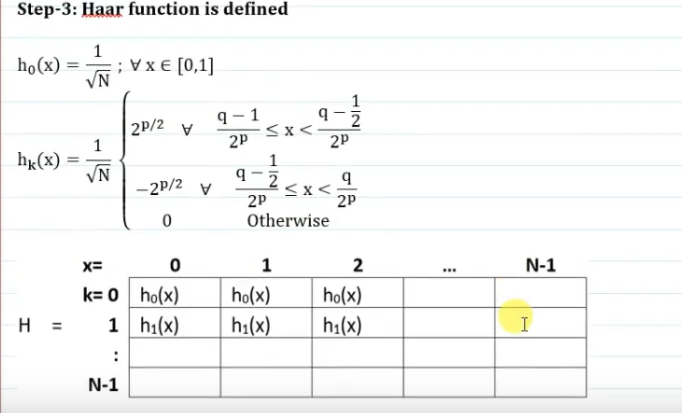 Step-3: Haar function is defined
h₀(x) = 1/√N ; ∀ x ∈ [0,1]
hₖ(x) = 1/√N { 2^(p/2) ∀ (q − 1)/2^p ≤ x < (q − 1/2)/2^p
−2^(p/2) ∀ (q − 1/2)/2^p ≤ x < q/2^p
0 Otherwise
x= 0 1 2 ... N-1
k= 0 h₀(x) h₀(x) h₀(x)
H = 1 h₁(x) h₁(x) h₁(x)
:
N-1